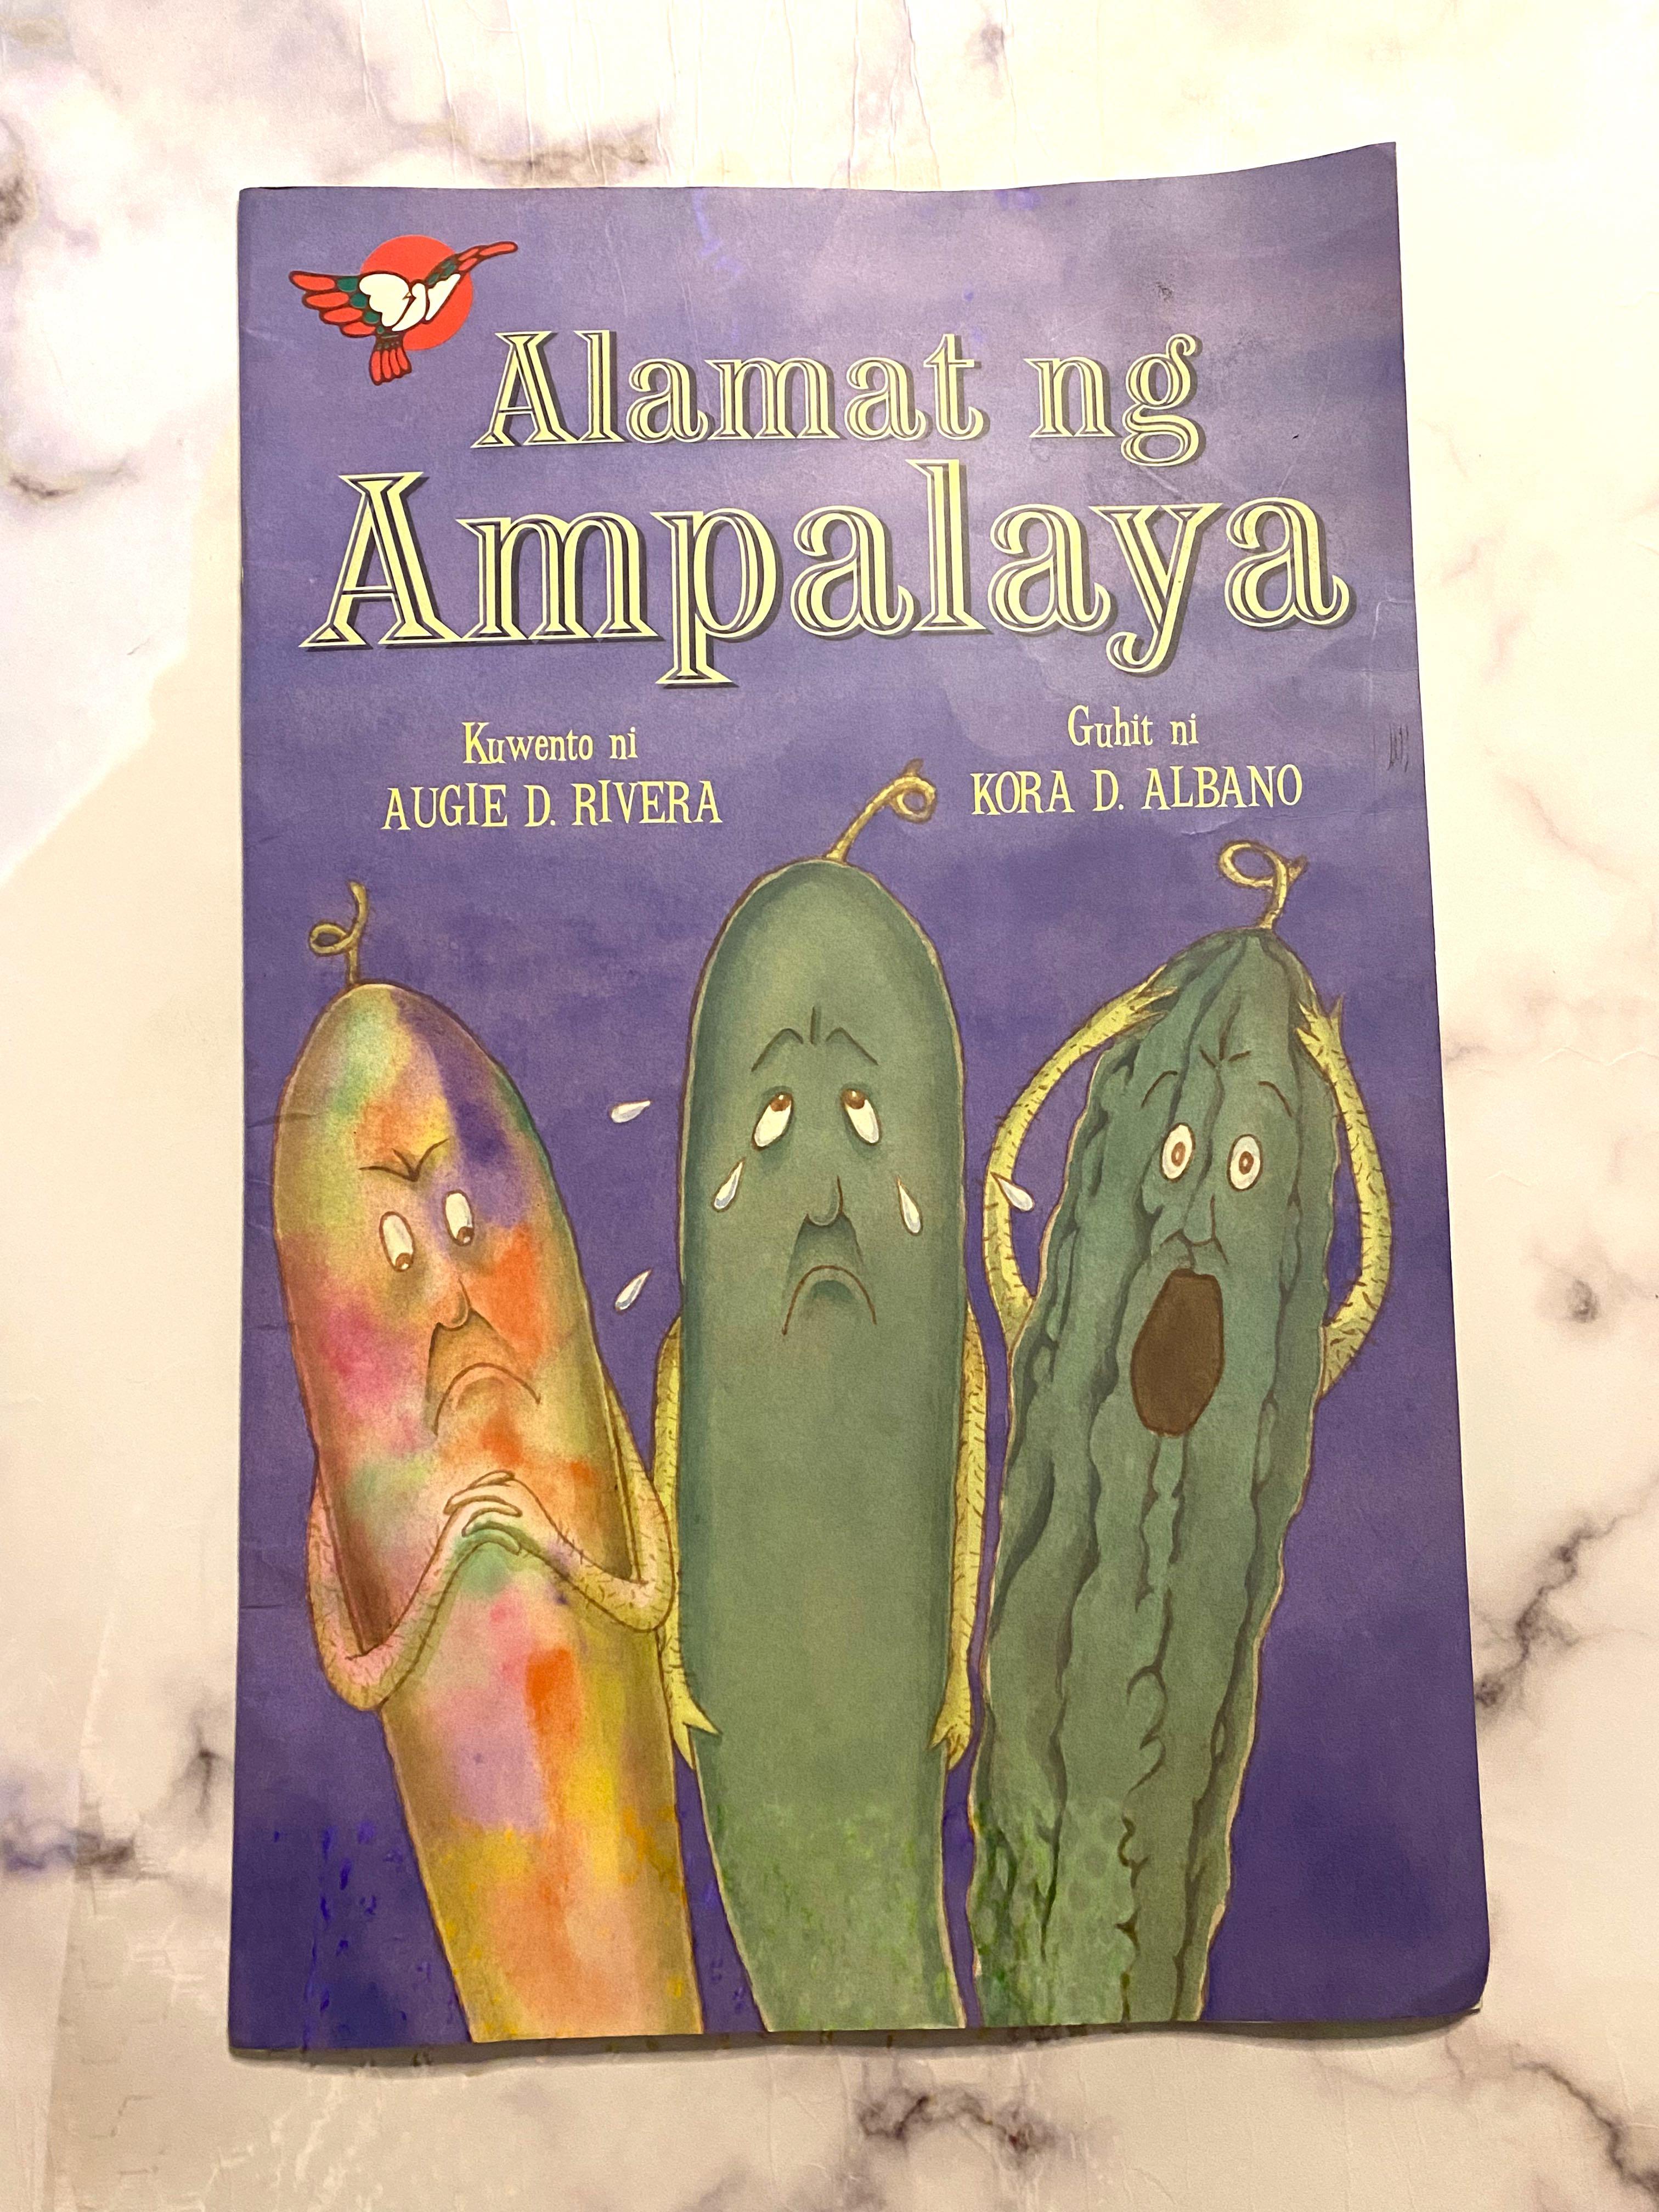 Alamat ng
Ampalaya
Kuwento ni
AUGIE D. RIVERA
Guhit ni
KORA D. ALBANO